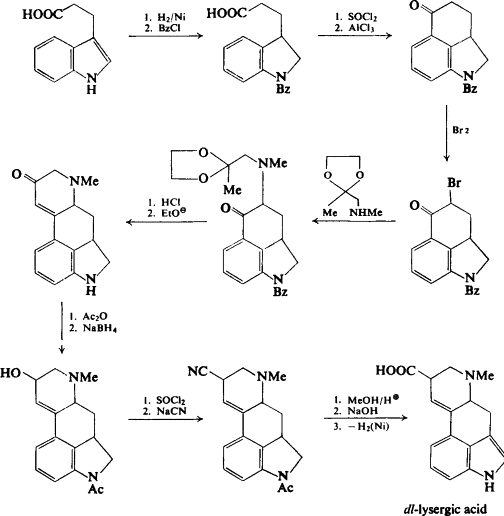 HOOC
N
H
1. H2/Ni
2. BzCl
HOOC
N
Bz
1. SOCl2
2. AlCl3
O
N
Bz
Br2
O
Br
N
Bz
O
O
Me NHMe
O
O
Me
NMe
O
N
Bz
1. HCl
2. EtO⊖
O
NMe
N
H
1. Ac2O
2. NaBH4
HO
NMe
N
Ac
1. SOCl2
2. NaCN
NC
NMe
N
Ac
1. MeOH/H⊕
2. NaOH
3. −H2(Ni)
HOOC
NMe
N
H
dl-lysergic acid